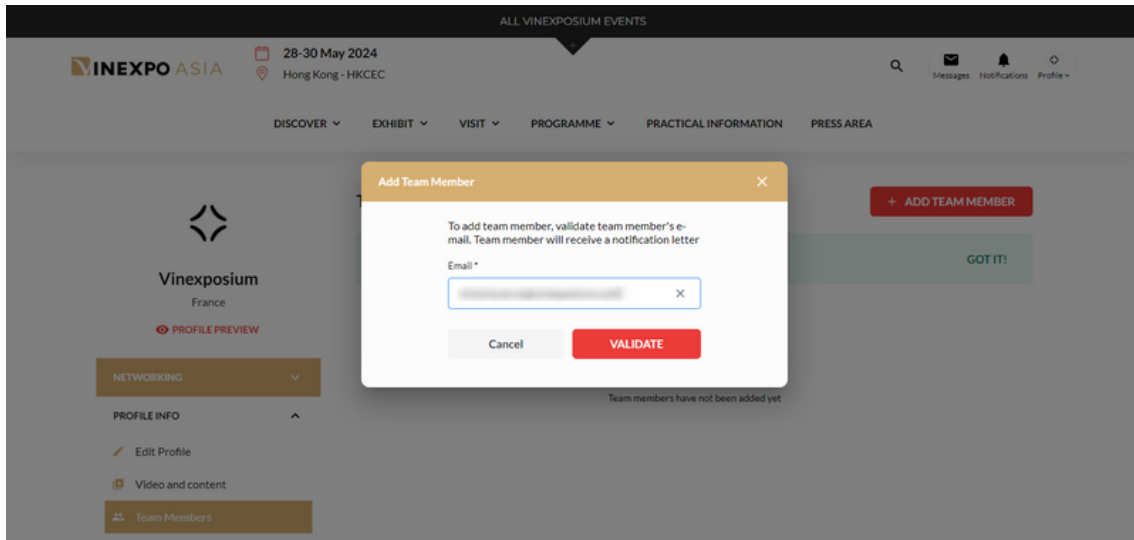 ALL VINEXPOSIUM EVENTS
+
VINEXPO ASIA
28-30 May 2024
Hong Kong - HKCEC
Messages Notifications Profile
DISCOVER EXHIBIT VISIT PROGRAMME PRACTICAL INFORMATION PRESS AREA
Add Team Member
+ ADD TEAM MEMBER
To add team member, validate team member's e-
mail. Team member will receive a notification letter
Email *
GOT IT!
Vinexposium
France
PROFILE PREVIEW
Cancel VALIDATE
NETWORKING
Team members have not been added yet
PROFILE INFO
Edit Profile
Video and content
Team Members